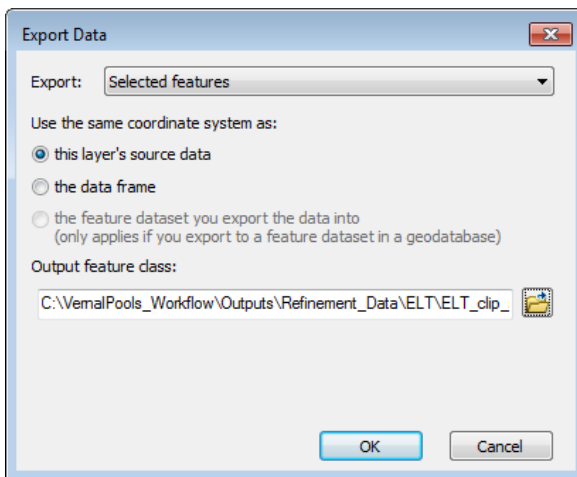 Export Data
Export: Selected features
Use the same coordinate system as:
this layer's source data
the data frame
the feature dataset you export the data into
(only applies if you export to a feature dataset in a geodatabase)
Output feature class:
C:\VernalPools_Workflow\Outputs\Refinement_Data\ELT\ELT_clip_
OK Cancel